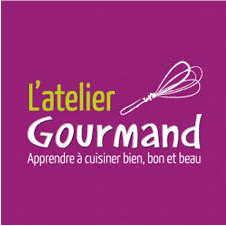 L'atelier
Gourmand
Apprendre à cuisiner bien, bon et beau